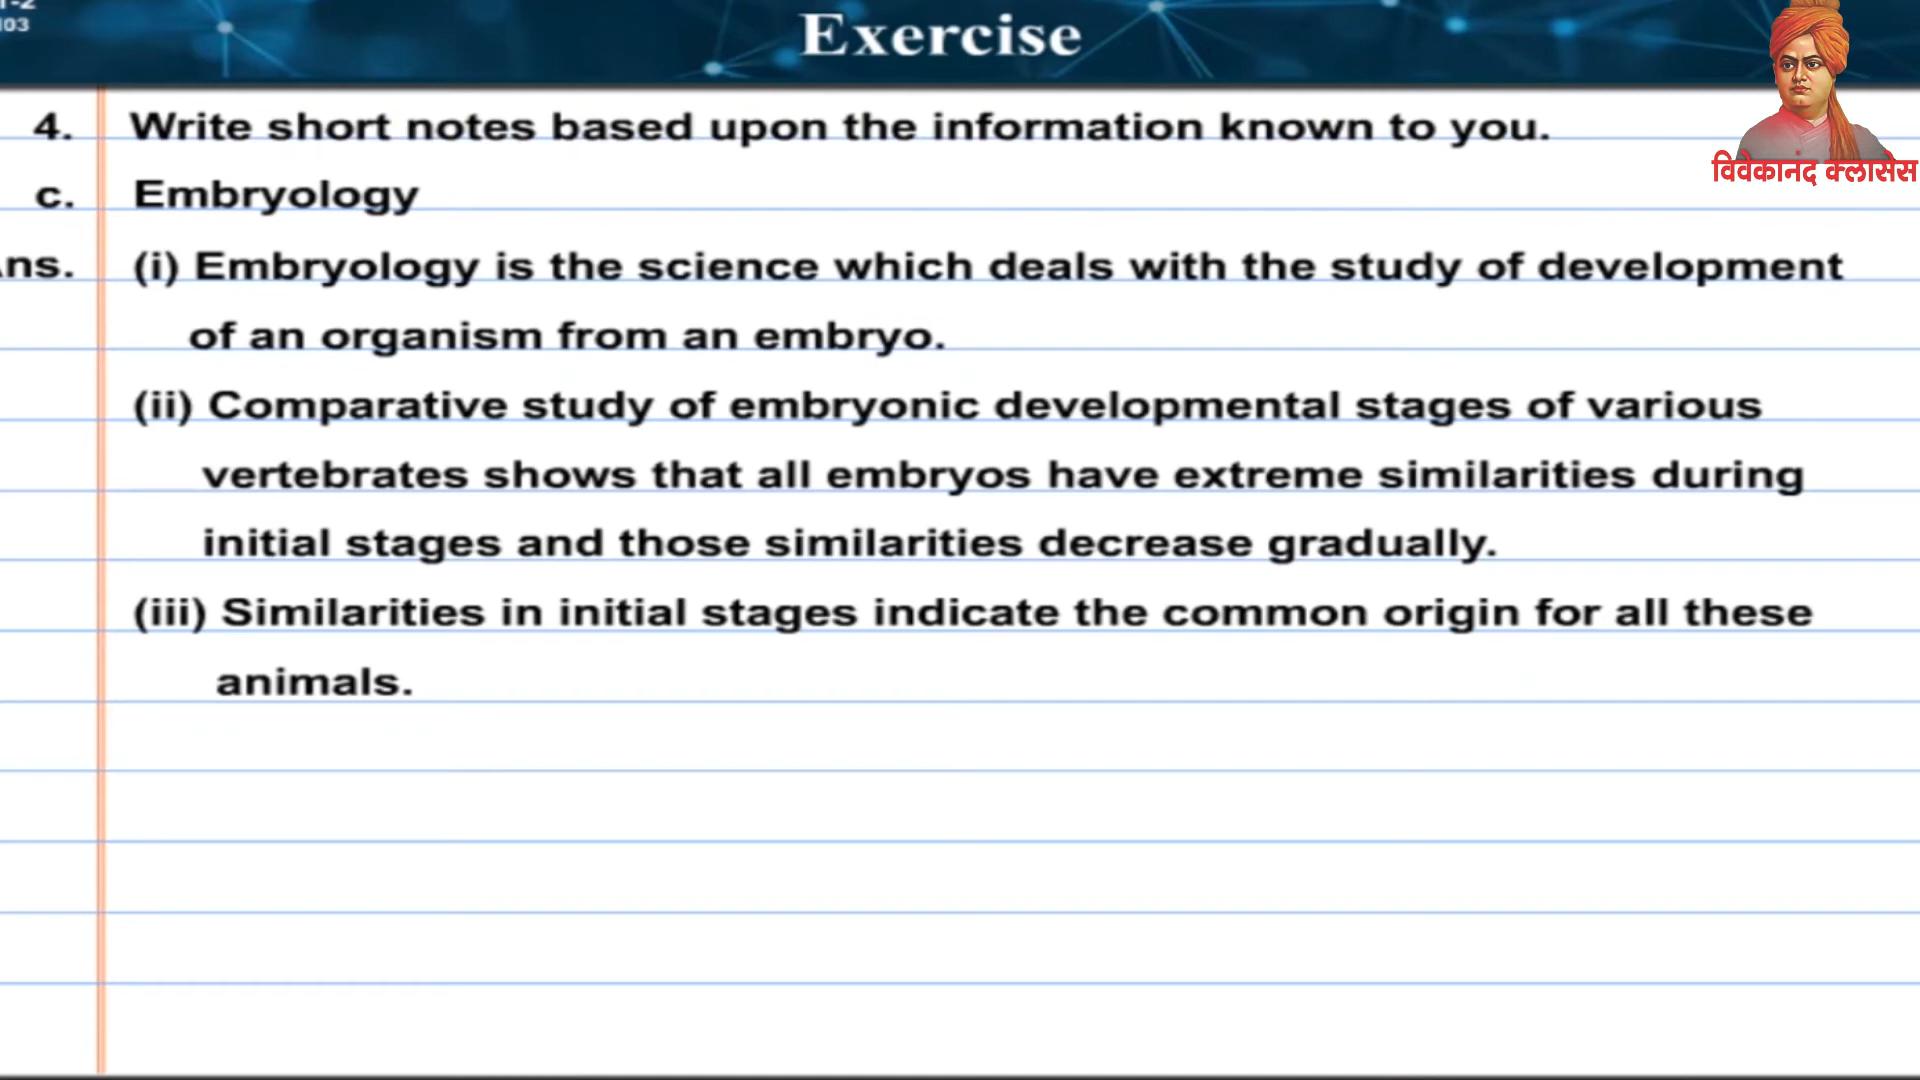 Exercise
4. Write short notes based upon the information known to you.
c. Embryology
ns. (i) Embryology is the science which deals with the study of development
of an organism from an embryo.
(ii) Comparative study of embryonic developmental stages of various
vertebrates shows that all embryos have extreme similarities during
initial stages and those similarities decrease gradually.
(iii) Similarities in initial stages indicate the common origin for all these
animals.
विवेकानंद क्लासेस